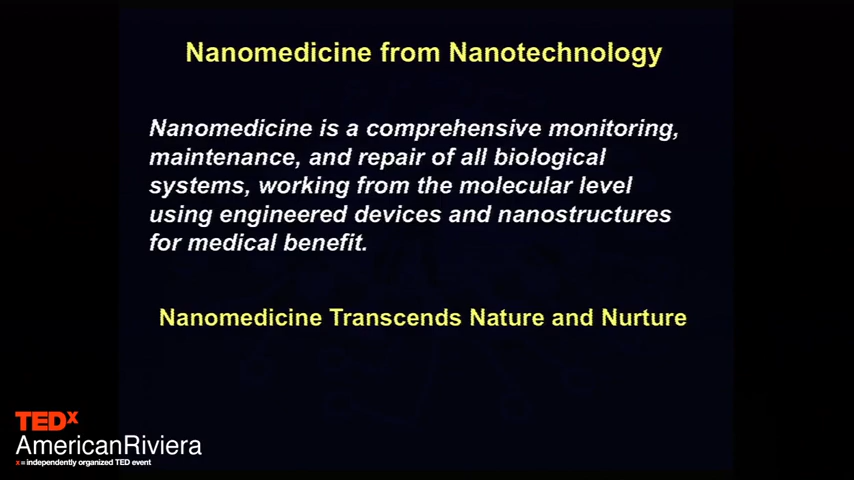 Nanomedicine from Nanotechnology
Nanomedicine is a comprehensive monitoring,
maintenance, and repair of all biological
systems, working from the molecular level
using engineered devices and nanostructures
for medical benefit.
Nanomedicine Transcends Nature and Nurture
TEDx
AmericanRiviera
x = independently organized TED event